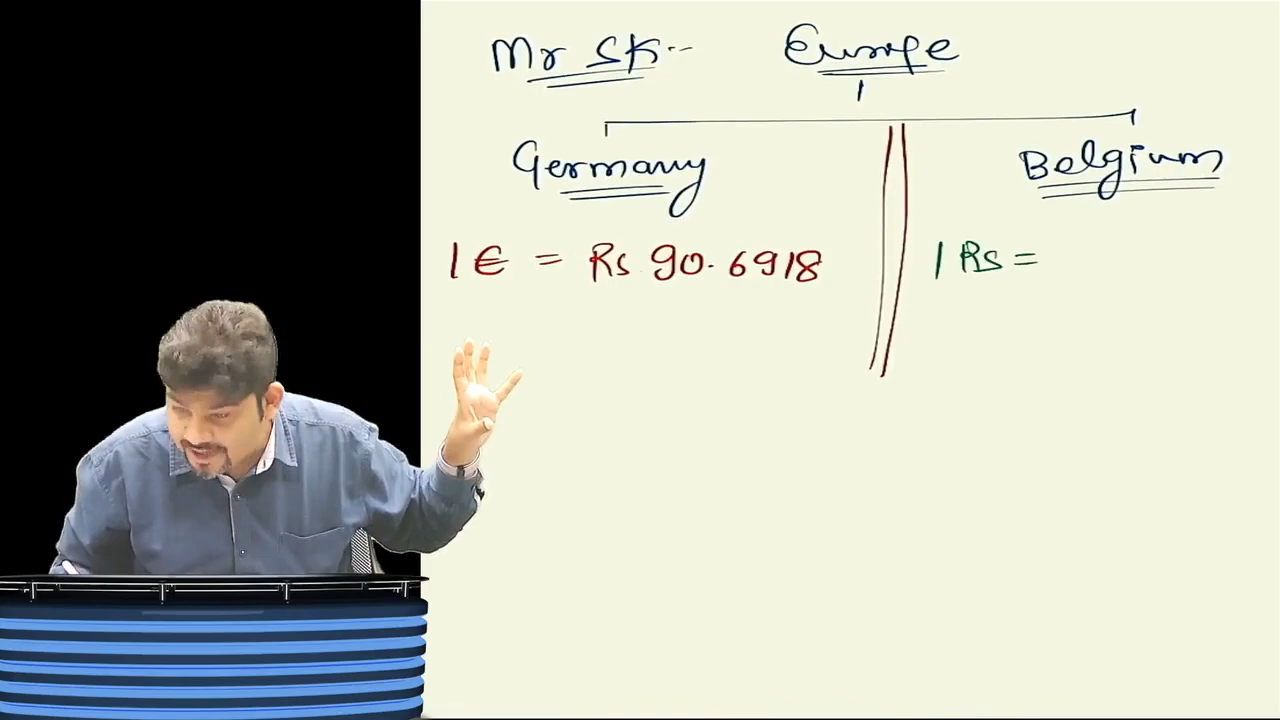 Mr SK --
Europe
Germany
Belgium
1 € = Rs 90.6918
1 RS =